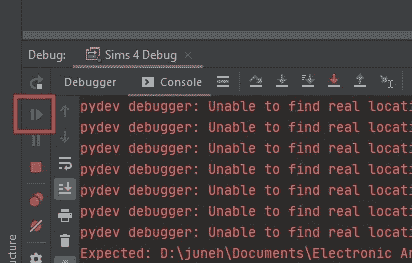 Debug: Sims 4 Debug
Debugger Console
pydev debugger: Unable to find real locati
pydev debugger: Unable to find real locati
pydev debugger: Unable to find real locati
pydev debugger: Unable to find real locati
pydev debugger: Unable to find real locati
pydev debugger: Unable to find real locati
pydev debugger: Unable to find real locati
Expected: D:\juneh\Documents\Electronic Ar
ucture